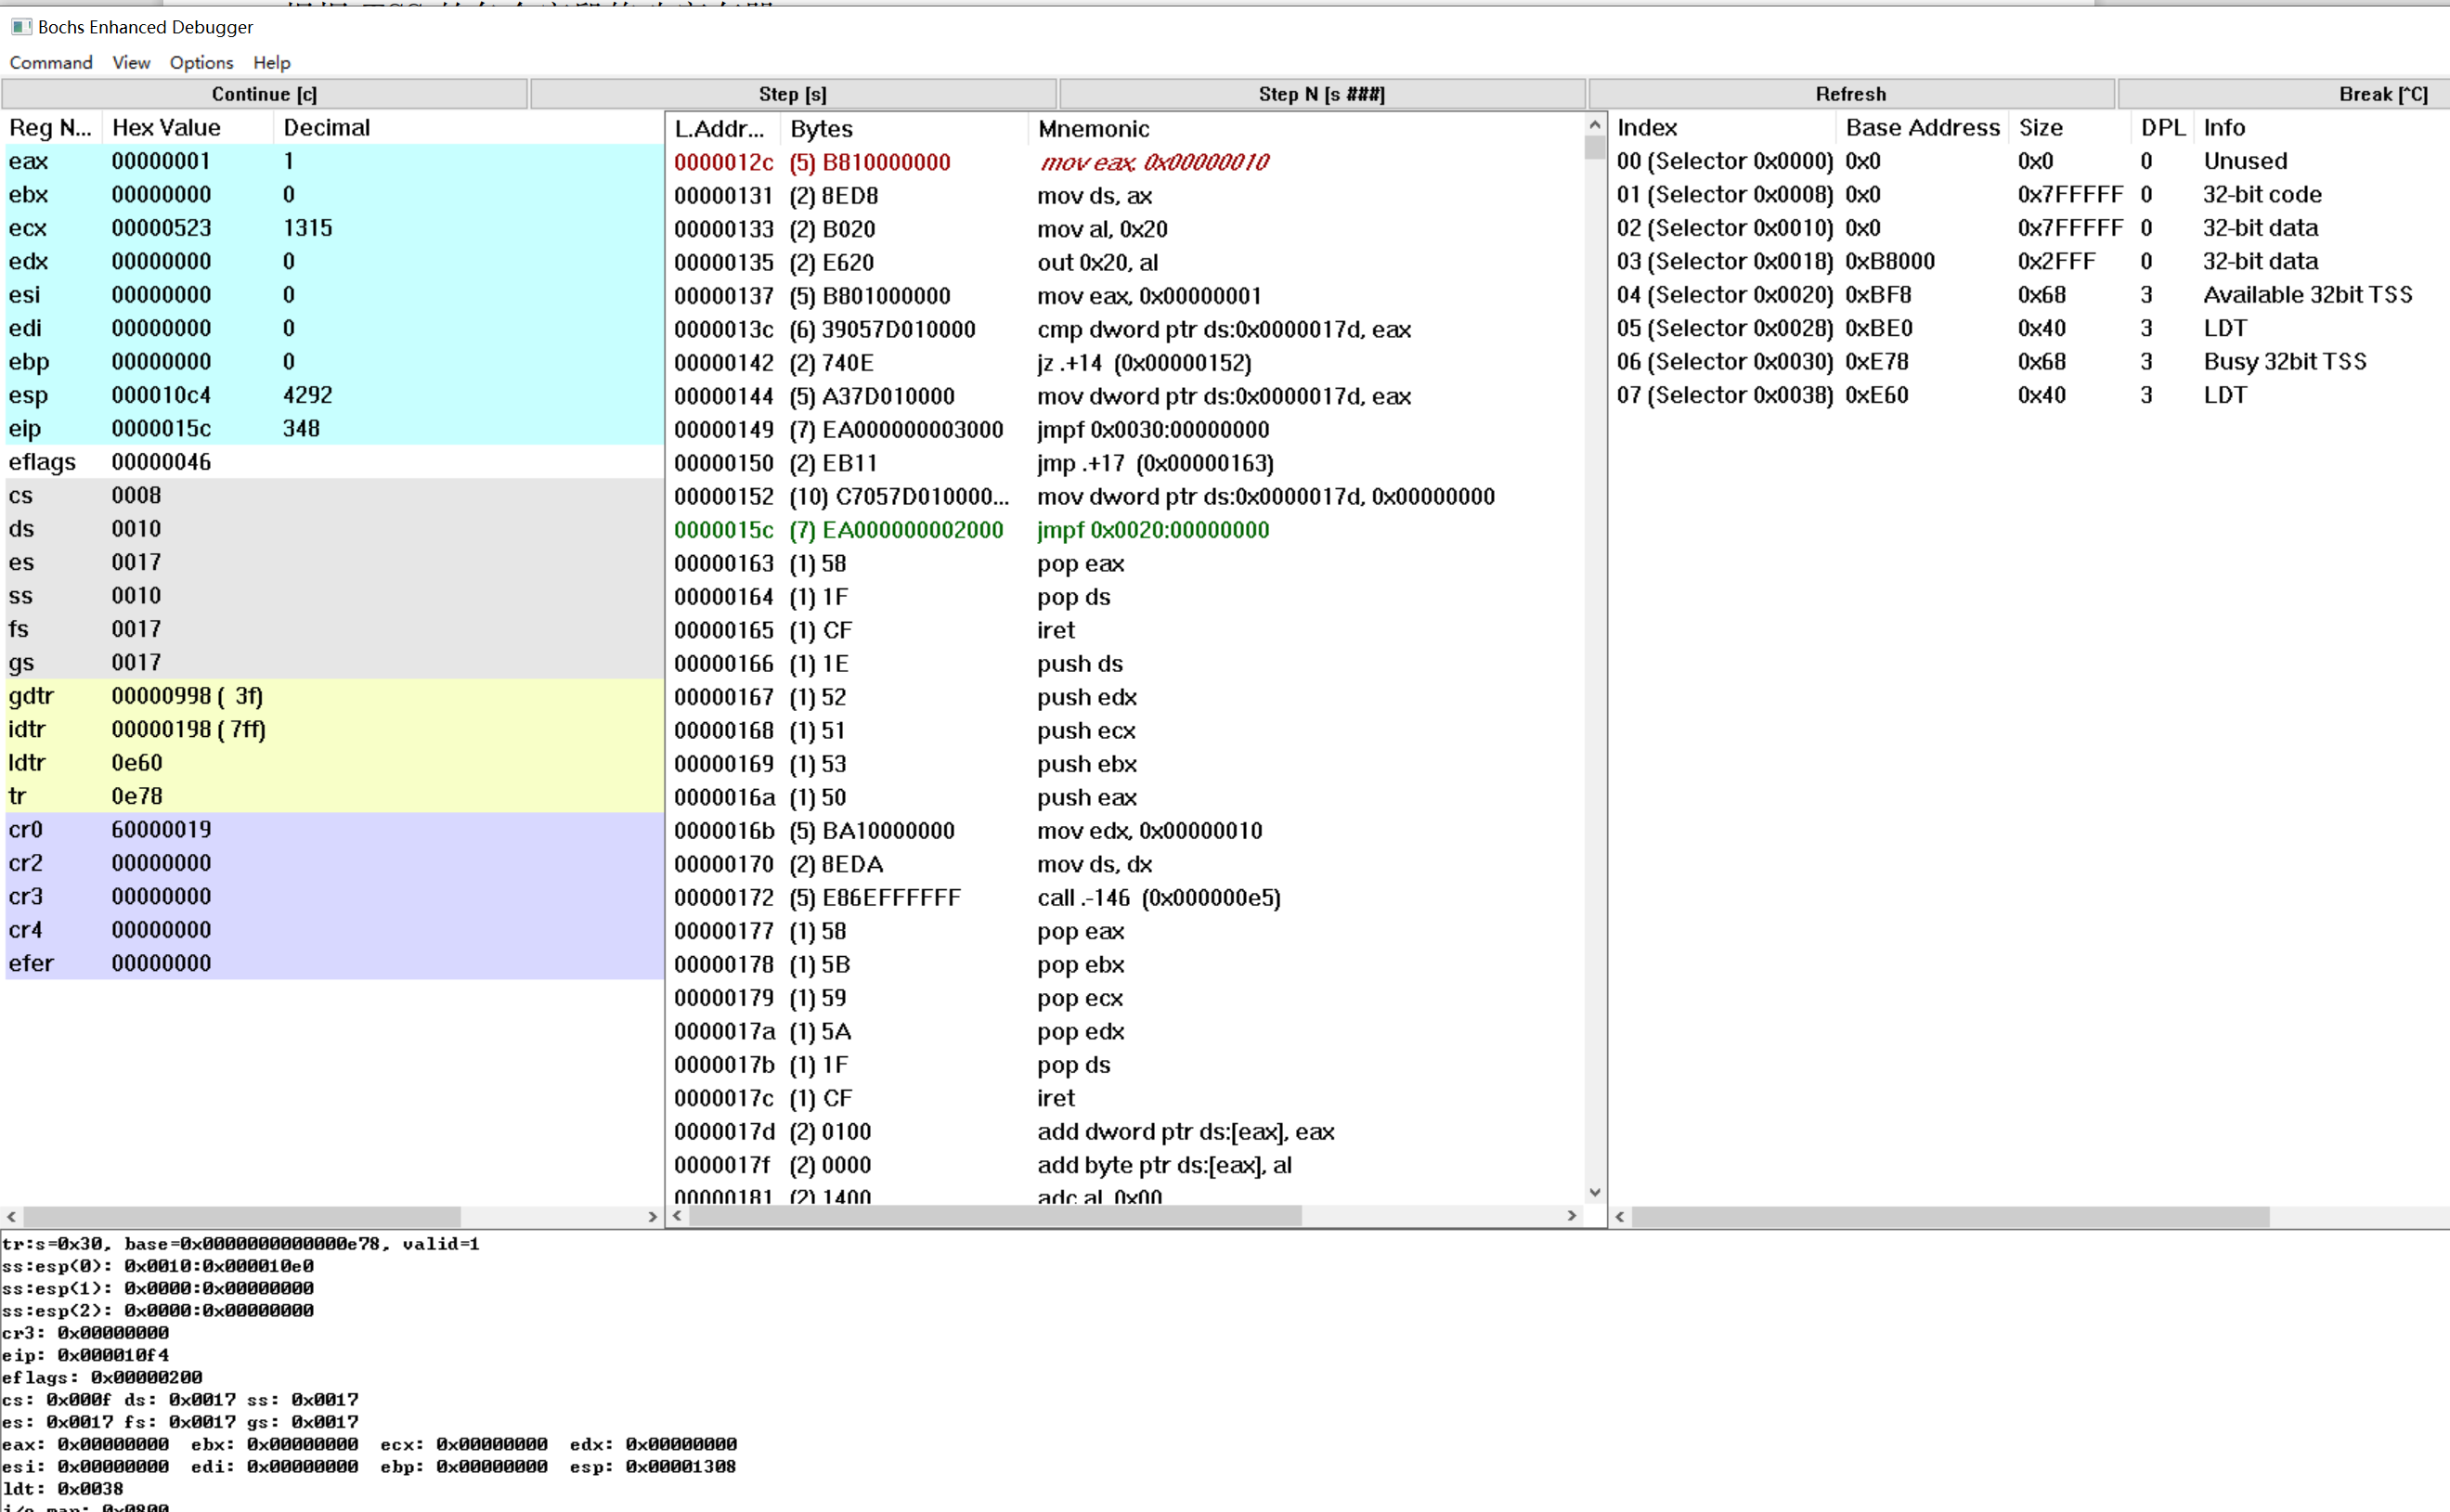 Bochs Enhanced Debugger
Command View Options Help
Continue [c] Step [s] Step N [s ###] Refresh Break [^C]
Reg N... Hex Value Decimal
eax 00000001 1
ebx 00000000 0
ecx 00000523 1315
edx 00000000 0
esi 00000000 0
edi 00000000 0
ebp 00000000 0
esp 000010c4 4292
eip 0000015c 348
eflags 00000046
cs 0008
ds 0010
es 0017
ss 0010
fs 0017
gs 0017
gdtr 00000998 ( 3f)
idtr 00000198 ( 7ff)
ldtr 0e60
tr 0e78
cr0 60000019
cr2 00000000
cr3 00000000
cr4 00000000
efer 00000000
L.Addr... Bytes Mnemonic
0000012c (5) B810000000 mov eax, 0x00000010
00000131 (2) 8ED8 mov ds, ax
00000133 (2) B020 mov al, 0x20
00000135 (2) E620 out 0x20, al
00000137 (5) B801000000 mov eax, 0x00000001
0000013c (6) 39057D010000 cmp dword ptr ds:0x0000017d, eax
00000142 (2) 740E jz .+14 (0x00000152)
00000144 (5) A37D010000 mov dword ptr ds:0x0000017d, eax
00000149 (7) EA000000003000 jmpf 0x0030:00000000
00000150 (2) EB11 jmp .+17 (0x00000163)
00000152 (10) C7057D010000... mov dword ptr ds:0x0000017d, 0x00000000
0000015c (7) EA000000002000 jmpf 0x0020:00000000
00000163 (1) 58 pop eax
00000164 (1) 1F pop ds
00000165 (1) CF iret
00000166 (1) 1E push ds
00000167 (1) 52 push edx
00000168 (1) 51 push ecx
00000169 (1) 53 push ebx
0000016a (1) 50 push eax
0000016b (5) BA10000000 mov edx, 0x00000010
00000170 (2) 8EDA mov ds, dx
00000172 (5) E86EFFFFFF call .-146 (0x000000e5)
00000177 (1) 58 pop eax
00000178 (1) 5B pop ebx
00000179 (1) 59 pop ecx
0000017a (1) 5A pop edx
0000017b (1) 1F pop ds
0000017c (1) CF iret
0000017d (2) 0100 add dword ptr ds:[eax], eax
0000017f (2) 0000 add byte ptr ds:[eax], al
00000181 (2) 1400 adc al, 0x00
Index Base Address Size DPL Info
00 (Selector 0x0000) 0x0 0x0 0 Unused
01 (Selector 0x0008) 0x0 0x7FFFFF 0 32-bit code
02 (Selector 0x0010) 0x0 0x7FFFFF 0 32-bit data
03 (Selector 0x0018) 0xB8000 0x2FFF 0 32-bit data
04 (Selector 0x0020) 0xBF8 0x68 3 Available 32bit TSS
05 (Selector 0x0028) 0xBE0 0x40 3 LDT
06 (Selector 0x0030) 0xE78 0x68 3 Busy 32bit TSS
07 (Selector 0x0038) 0xE60 0x40 3 LDT
tr:s=0x30, base=0x0000000000000e78, valid=1
ss:esp(0): 0x0010:0x000010e0
ss:esp(1): 0x0000:0x00000000
ss:esp(2): 0x0000:0x00000000
cr3: 0x00000000
eip: 0x000010f4
eflags: 0x00000200
cs: 0x000f ds: 0x0017 ss: 0x0017
es: 0x0017 fs: 0x0017 gs: 0x0017
eax: 0x00000000 ebx: 0x00000000 ecx: 0x00000000 edx: 0x00000000
esi: 0x00000000 edi: 0x00000000 ebp: 0x00000000 esp: 0x00001308
ldt: 0x0038
i/o map: 0x0800